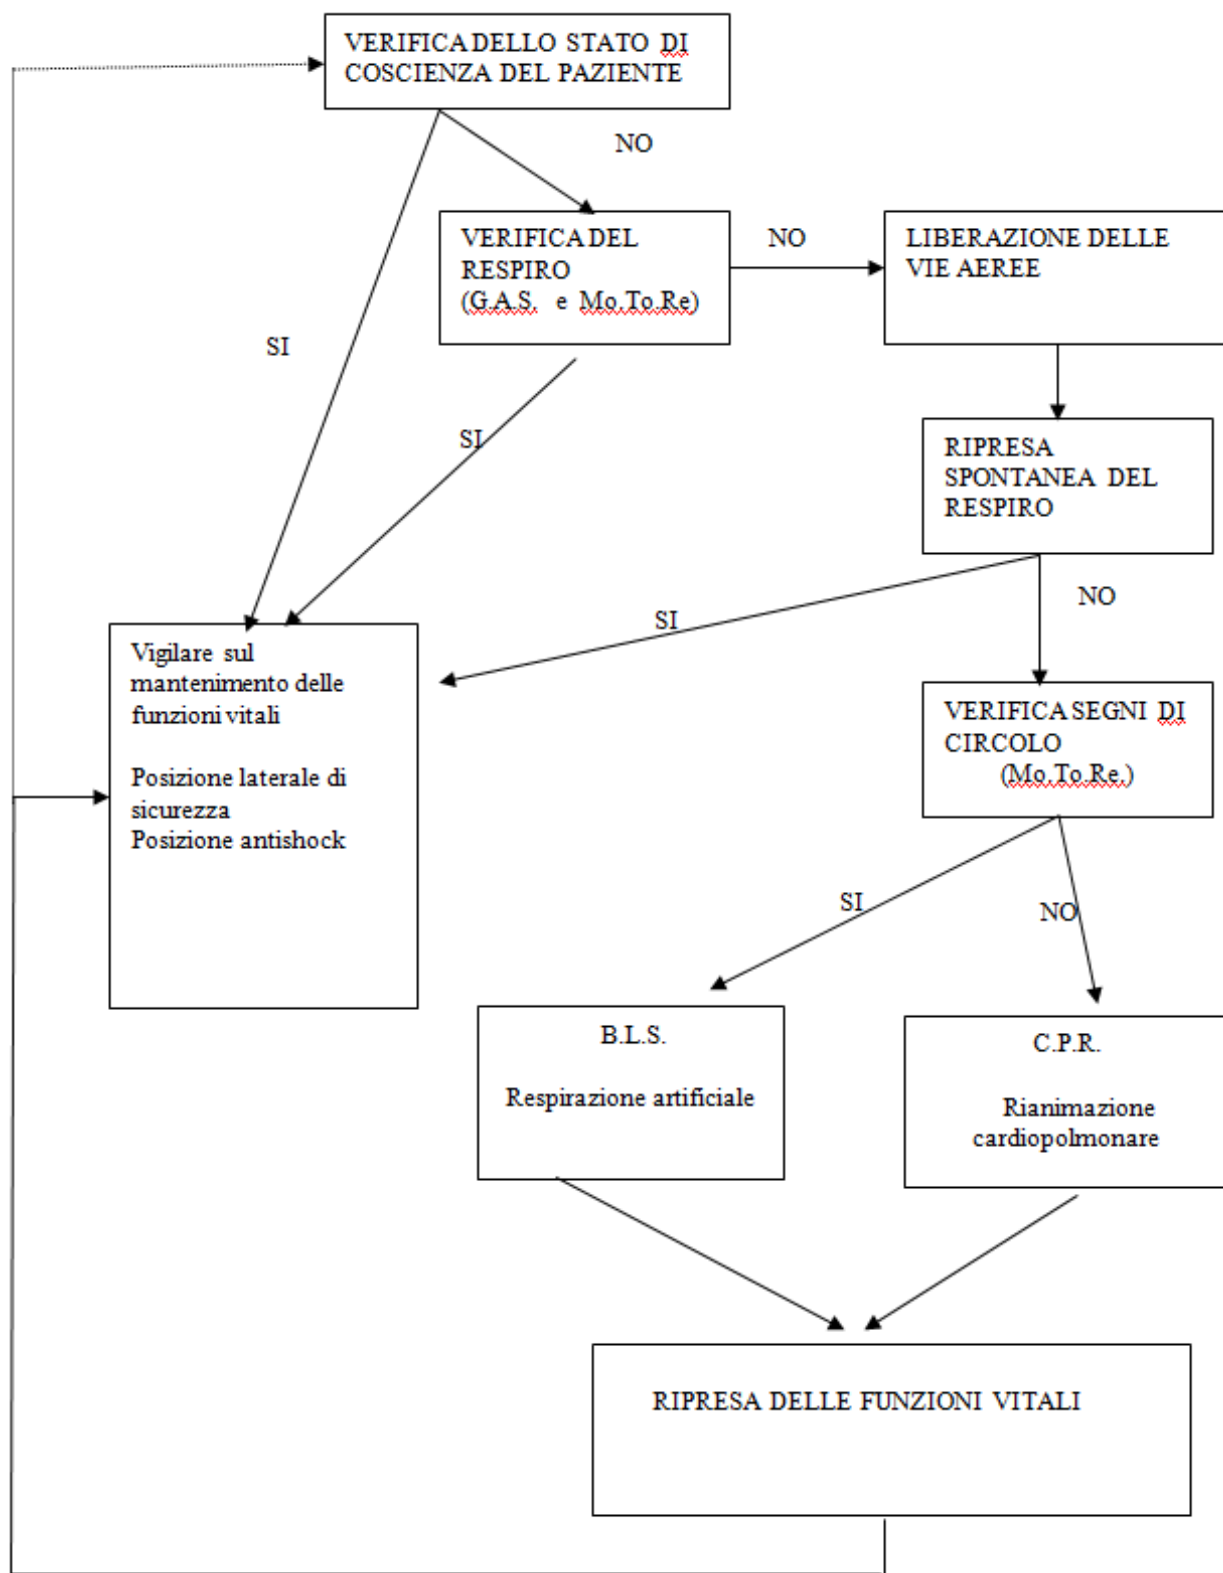 VERIFICA DELLO STATO DI
COSCIENZA DEL PAZIENTE
NO
VERIFICA DEL
RESPIRO
(G.A.S. e Mo.To.Re)
NO
LIBERAZIONE DELLE
VIE AEREE
SI
SI
RIPRESA
SPONTANEA DEL
RESPIRO
SI
NO
Vigilare sul
mantenimento delle
funzioni vitali
Posizione laterale di
sicurezza
Posizione antishock
VERIFICA SEGNI DI
CIRCOLO
(Mo.To.Re.)
SI
NO
B.L.S.
Respirazione artificiale
C.P.R.
Rianimazione
cardiopolmonare
RIPRESA DELLE FUNZIONI VITALI